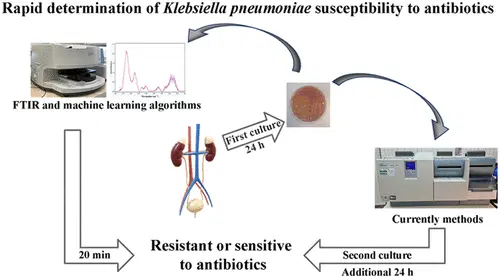 Rapid determination of Klebsiella pneumoniae susceptibility to antibiotics
FTIR and machine learning algorithms
First culture
24 h
Currently methods
20 min
Resistant or sensitive
to antibiotics
Second culture
Additional 24 h